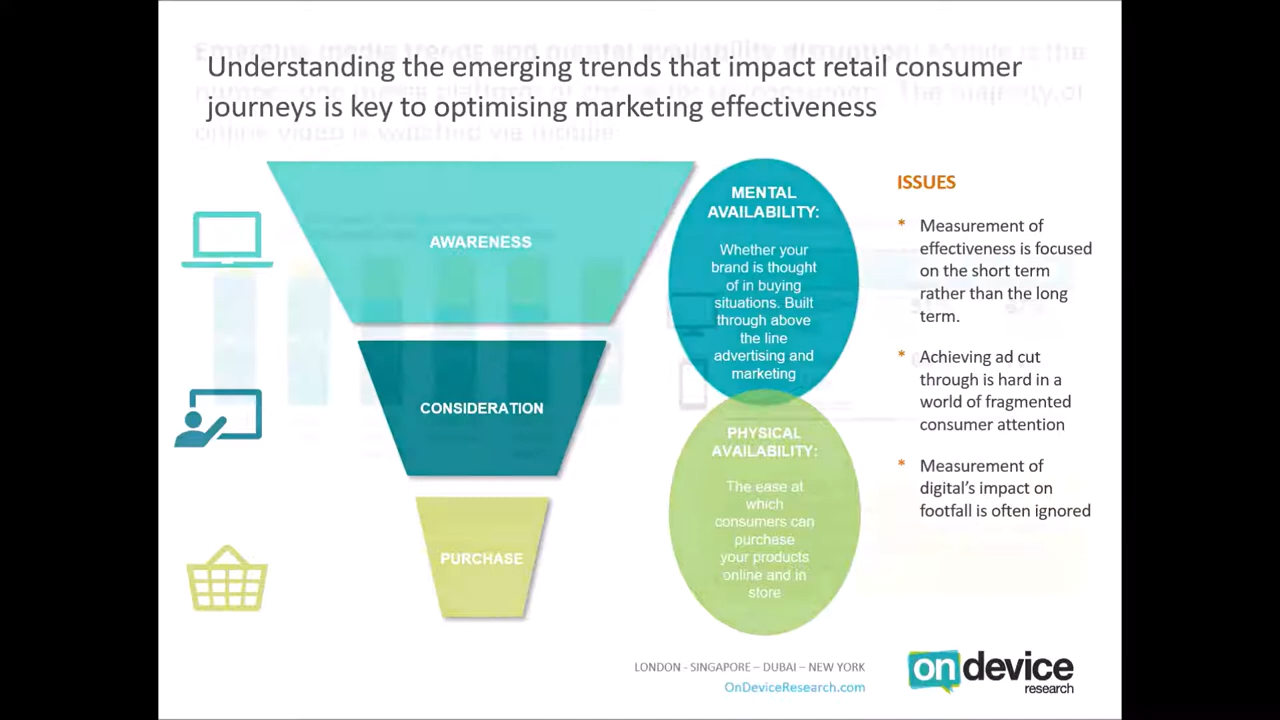 Understanding the emerging trends that impact retail consumer
journeys is key to optimising marketing effectiveness
AWARENESS
CONSIDERATION
PURCHASE
MENTAL
AVAILABILITY:
Whether your
brand is thought
of in buying
situations. Built
through above
the line
advertising and
marketing
PHYSICAL
AVAILABILITY:
The ease at
which
consumers can
purchase
your products
online and in
store
ISSUES
* Measurement of
effectiveness is focused
on the short term
rather than the long
term.
* Achieving ad cut
through is hard in a
world of fragmented
consumer attention
* Measurement of
digital's impact on
footfall is often ignored
LONDON - SINGAPORE – DUBAI – NEW YORK
OnDeviceResearch.com
on device
research